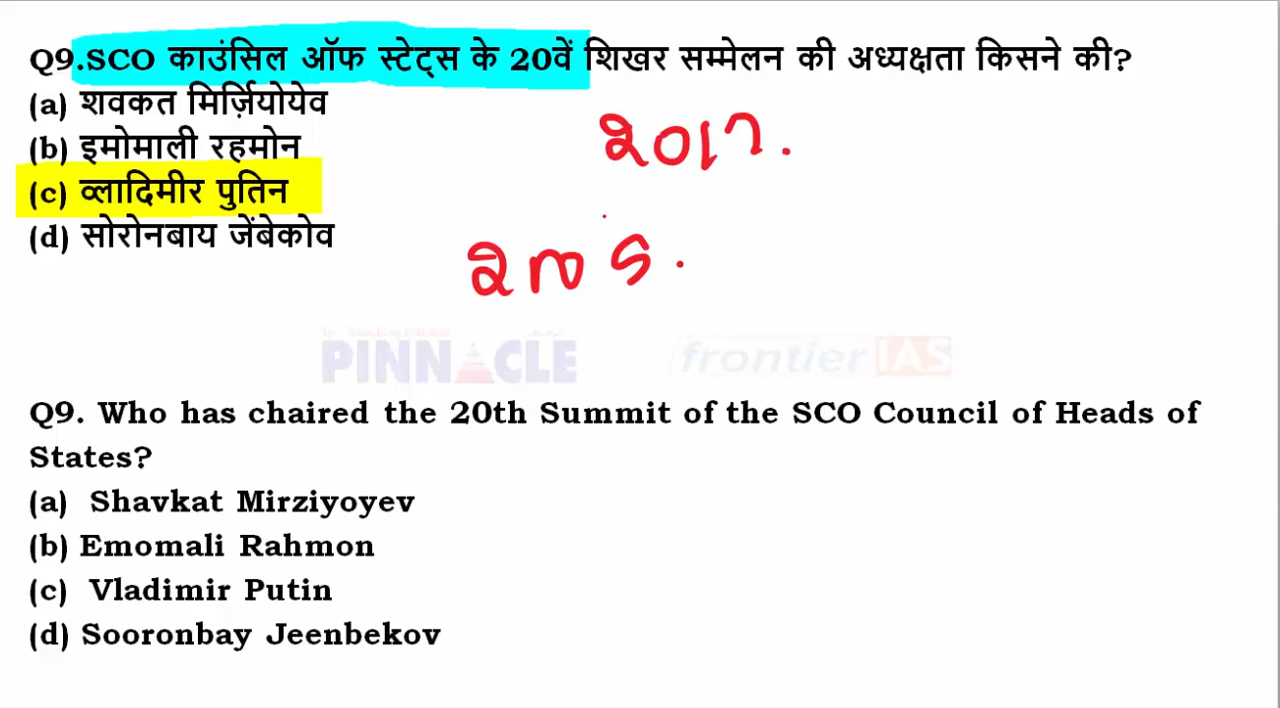 Q9.SCO काउंसिल ऑफ स्टेट्स के 20वें शिखर सम्मेलन की अध्यक्षता किसने की?
(a) शवकत मिर्ज़ियोयेव
(b) इमोमाली रहमोन
(c) व्लादिमीर पुतिन
(d) सोरोनबाय जेंबेकोव
2017.
2005.
PINNACLE frontier IAS
Q9. Who has chaired the 20th Summit of the SCO Council of Heads of
States?
(a) Shavkat Mirziyoyev
(b) Emomali Rahmon
(c) Vladimir Putin
(d) Sooronbay Jeenbekov